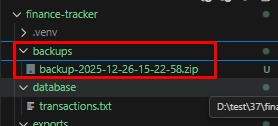 finance-tracker
.venv
backups
backup-2025-12-26-15-22-58.zip U
database
transactions.txt
D:\test\37\fina
exports